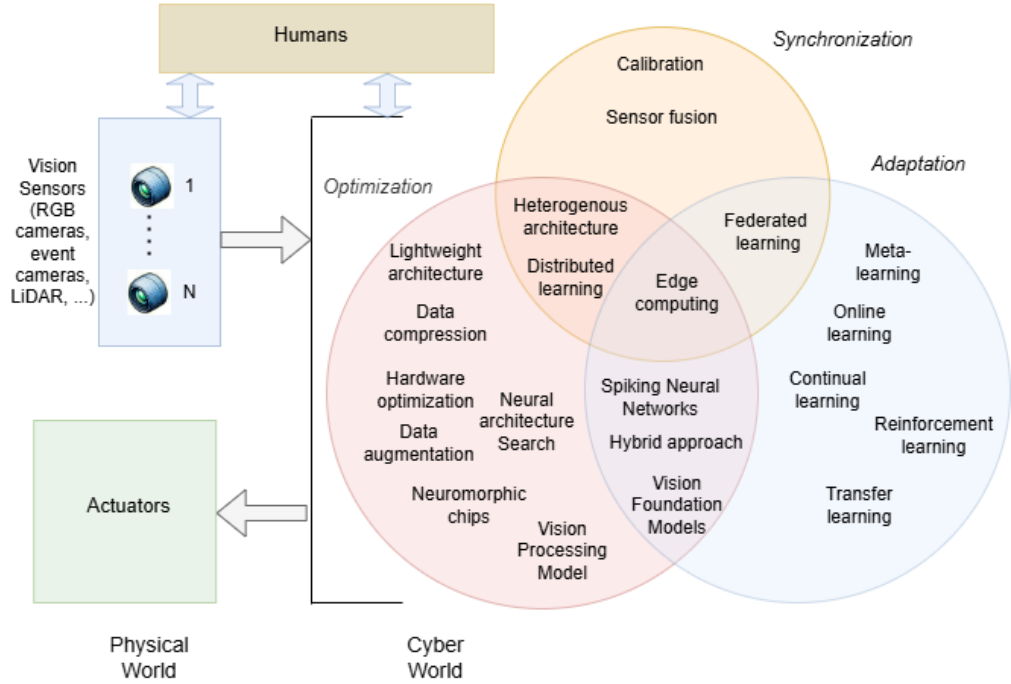 Humans
Vision
Sensors
(RGB
cameras,
event
cameras,
LiDAR, ...)
1
N
Actuators
Physical
World
Cyber
World
Synchronization
Calibration
Sensor fusion
Optimization
Adaptation
Heterogenous
architecture
Federated
learning
Lightweight
architecture
Distributed
learning
Edge
computing
Meta-
learning
Data
compression
Online
learning
Hardware
optimization
Neural
architecture
Search
Spiking Neural
Networks
Continual
learning
Data
augmentation
Hybrid approach
Reinforcement
learning
Neuromorphic
chips
Vision
Foundation
Models
Transfer
learning
Vision
Processing
Model